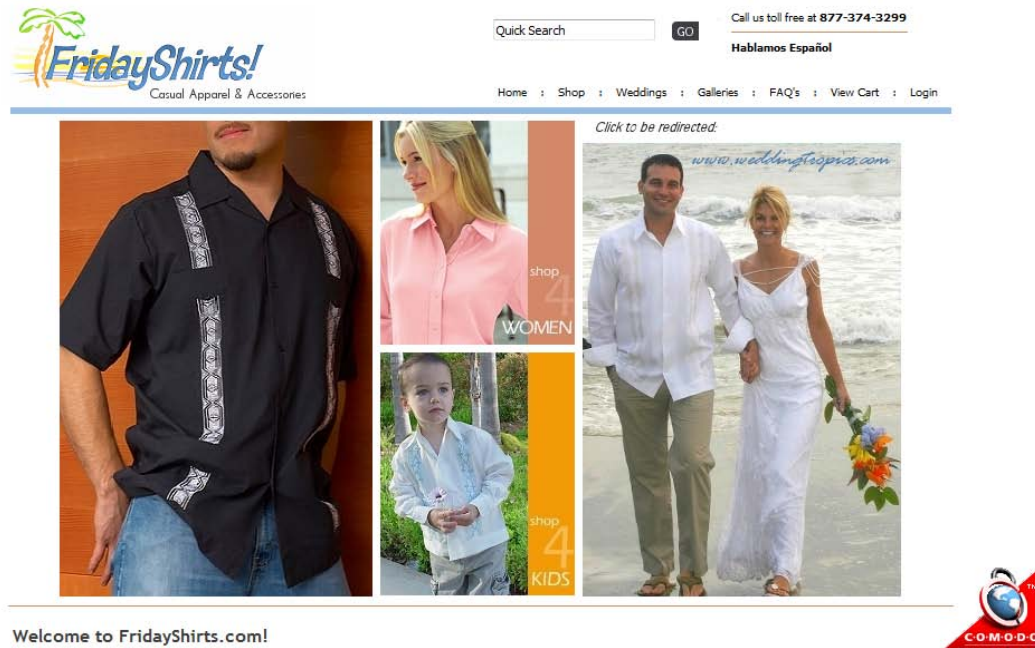 FridayShirts!
Casual Apparel & Accessories
Quick Search
GO
Call us toll free at 877-374-3299
Hablamos Español
Home : Shop : Weddings : Galleries : FAQ's : View Cart : Login
Click to be redirected:
www.weddingtropics.com
shop
4
WOMEN
shop
4
KIDS
Welcome to FridayShirts.com!
TM
C·O·M·O·D·O